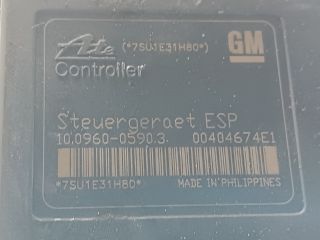 Ate (*7SU1E31H80*) GM
Controller
Steuergeraet ESP
10.0960-0590.3 00404674E1
*7SU1E31H80* MADE IN PHILIPPINES